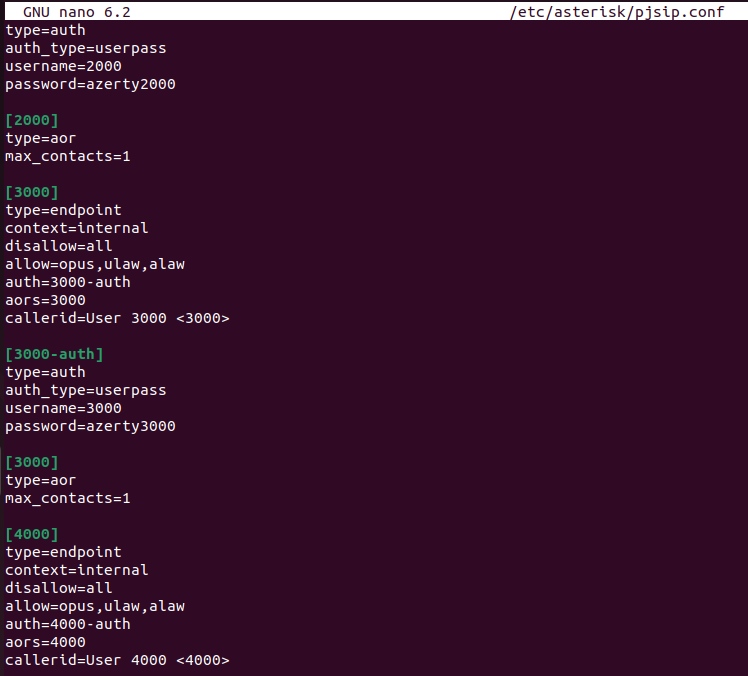 GNU nano 6.2 /etc/asterisk/pjsip.conf
type=auth
auth_type=userpass
username=2000
password=azerty2000

[2000]
type=aor
max_contacts=1

[3000]
type=endpoint
context=internal
disallow=all
allow=opus,ulaw,alaw
auth=3000-auth
aors=3000
callerid=User 3000 <3000>

[3000-auth]
type=auth
auth_type=userpass
username=3000
password=azerty3000

[3000]
type=aor
max_contacts=1

[4000]
type=endpoint
context=internal
disallow=all
allow=opus,ulaw,alaw
auth=4000-auth
aors=4000
callerid=User 4000 <4000>